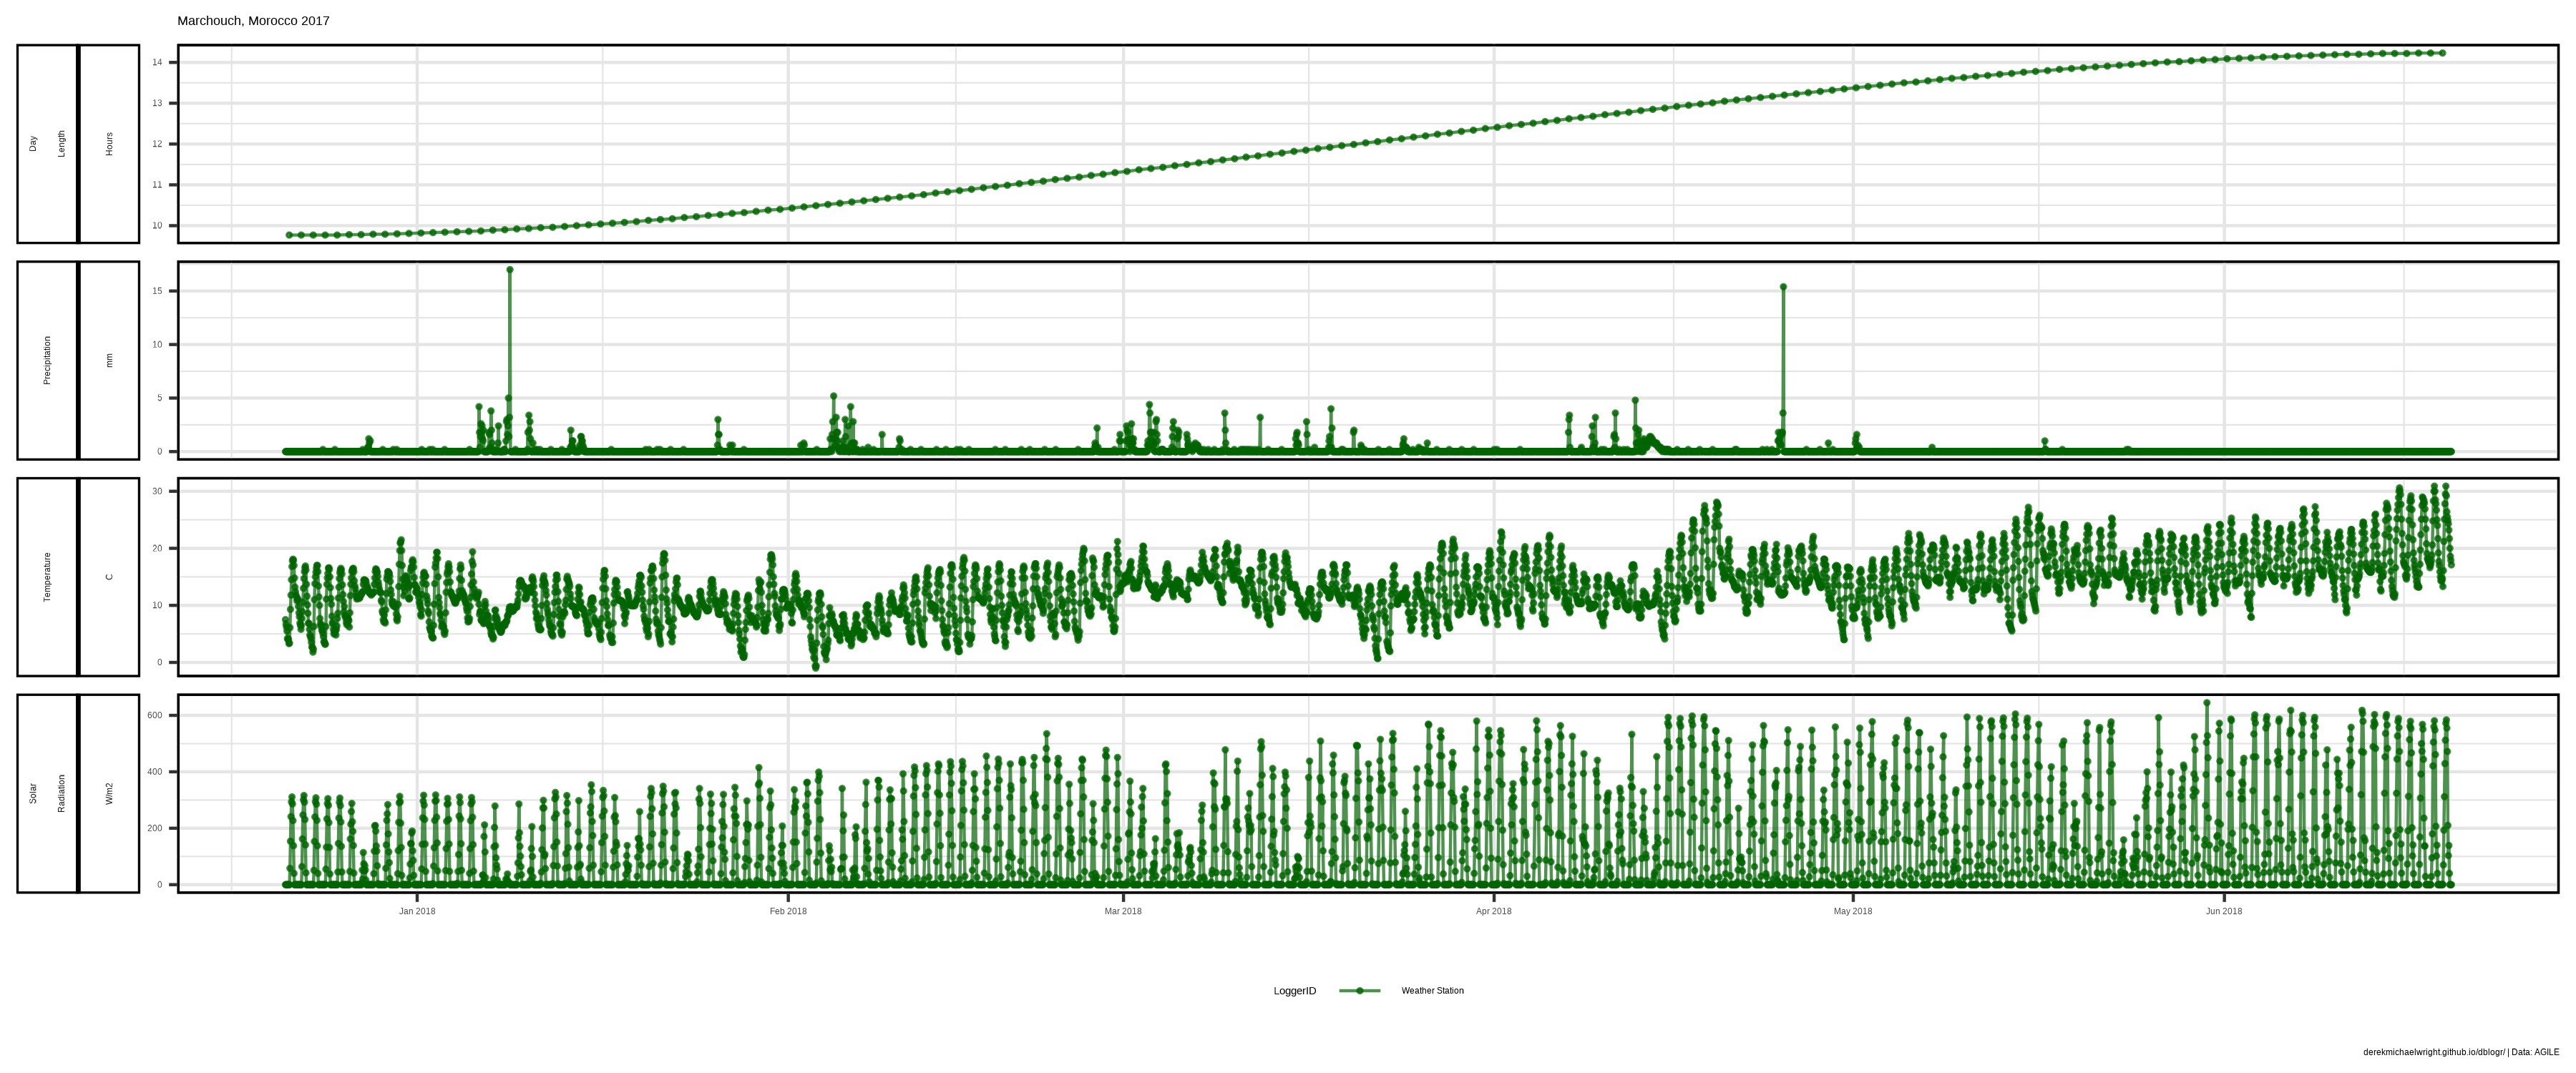 Marchouch, Morocco 2017
Day
Length
Hours
14
13
12
11
10
Precipitation
mm
15
10
5
0
Temperature
C
30
20
10
0
Solar
Radiation
W/m2
600
400
200
0
Jan 2018
Feb 2018
Mar 2018
Apr 2018
May 2018
Jun 2018
LoggerID
Weather Station
derekmichaelwright.github.io/dblogr/ | Data: AGILE